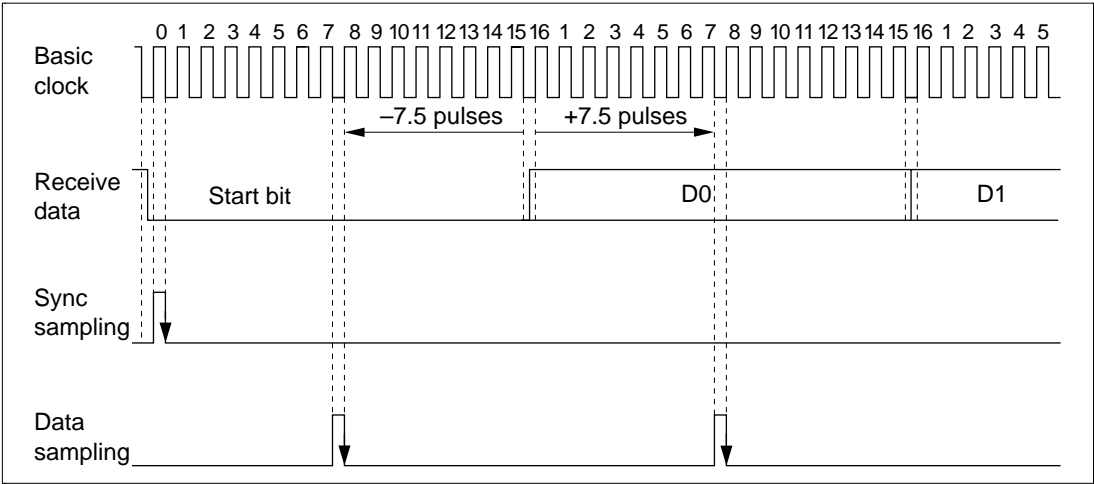 0 1 2 3 4 5 6 7 8 9 10 11 12 13 14 15 16 1 2 3 4 5 6 7 8 9 10 11 12 13 14 15 16 1 2 3 4 5
Basic
clock
–7.5 pulses +7.5 pulses
Receive
data
Start bit D0 D1
Sync
sampling
Data
sampling